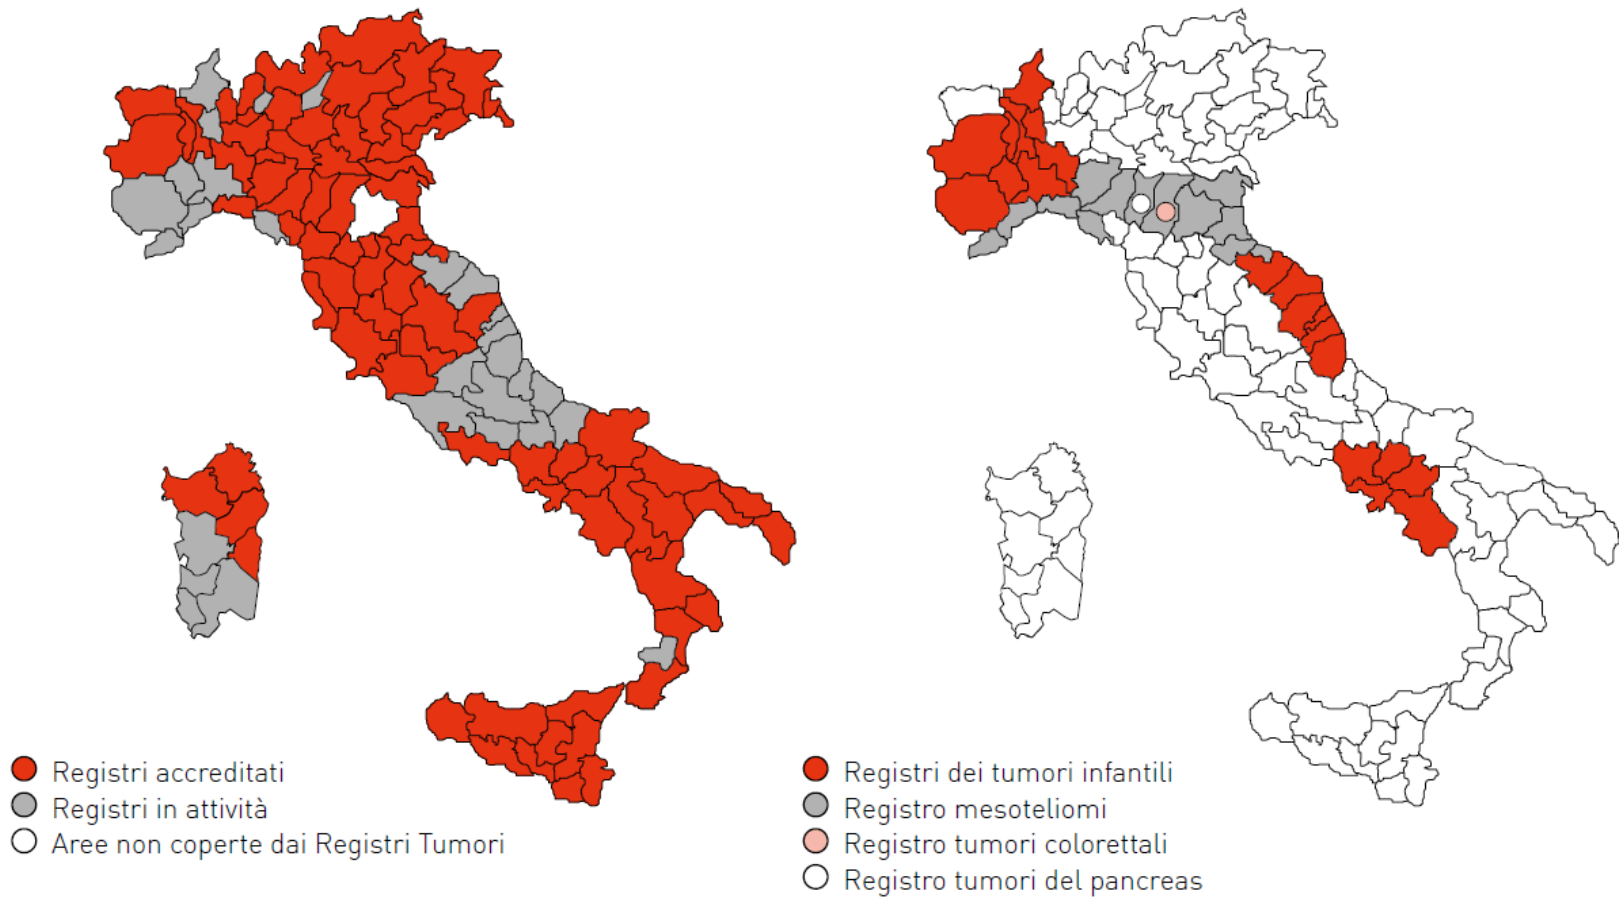 Registri accreditati
Registri in attività
Aree non coperte dai Registri Tumori
Registri dei tumori infantili
Registro mesoteliomi
Registro tumori colorettali
Registro tumori del pancreas